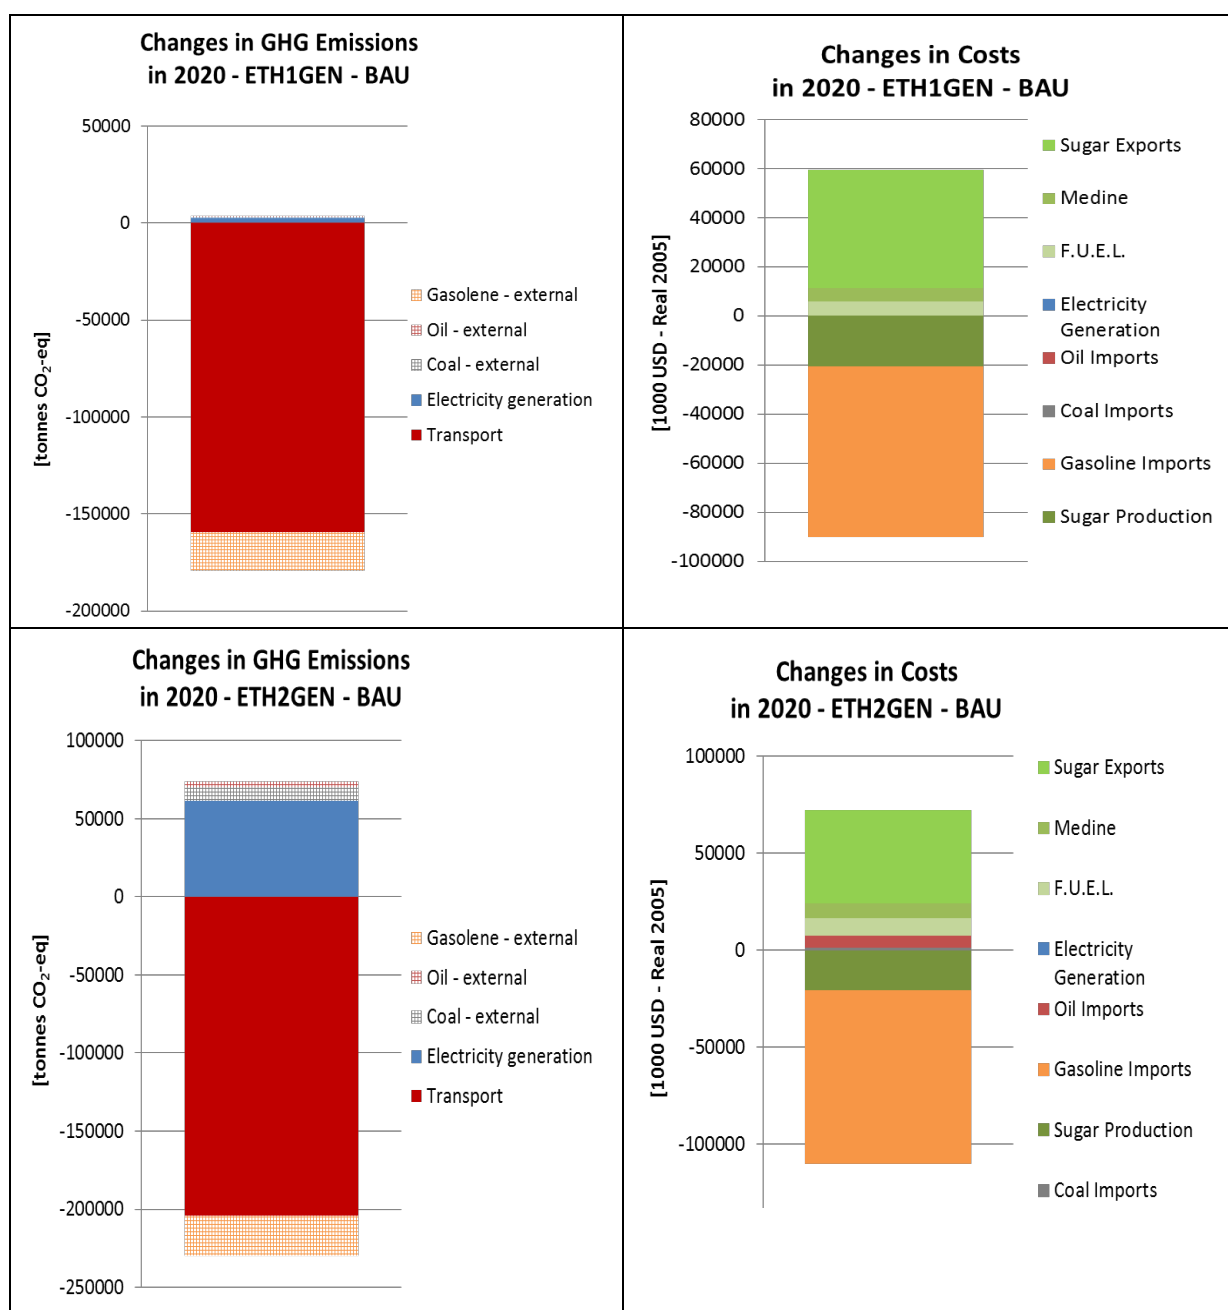 Changes in GHG Emissions
in 2020 - ETH1GEN - BAU
50000
0
-50000
-100000
-150000
-200000
[tonnes CO₂-eq]
Gasolene - external
Oil - external
Coal - external
Electricity generation
Transport
Changes in Costs
in 2020 - ETH1GEN - BAU
80000
60000
40000
20000
0
-20000
-40000
-60000
-80000
-100000
[1000 USD - Real 2005]
Sugar Exports
Medine
F.U.E.L.
Electricity
Generation
Oil Imports
Coal Imports
Gasoline Imports
Sugar Production
Changes in GHG Emissions
in 2020 - ETH2GEN - BAU
100000
50000
0
-50000
-100000
-150000
-200000
-250000
[tonnes CO₂-eq]
Gasolene - external
Oil - external
Coal - external
Electricity generation
Transport
Changes in Costs
in 2020 - ETH2GEN - BAU
100000
50000
0
-50000
-100000
[1000 USD - Real 2005]
Sugar Exports
Medine
F.U.E.L.
Electricity
Generation
Oil Imports
Gasoline Imports
Sugar Production
Coal Imports